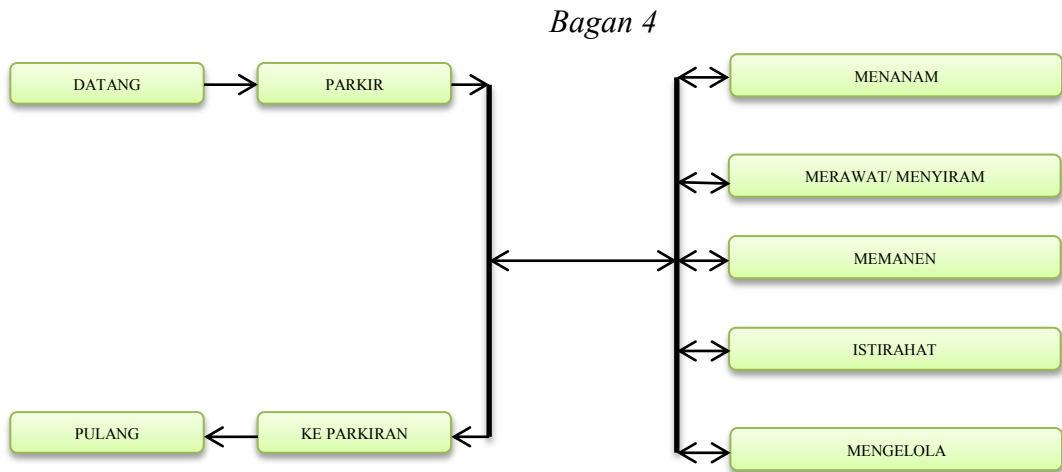 Bagan 4
DATANG
PARKIR
MENANAM
MERAWAT/ MENYIRAM
MEMANEN
ISTIRAHAT
PULANG
KE PARKIRAN
MENGELOLA